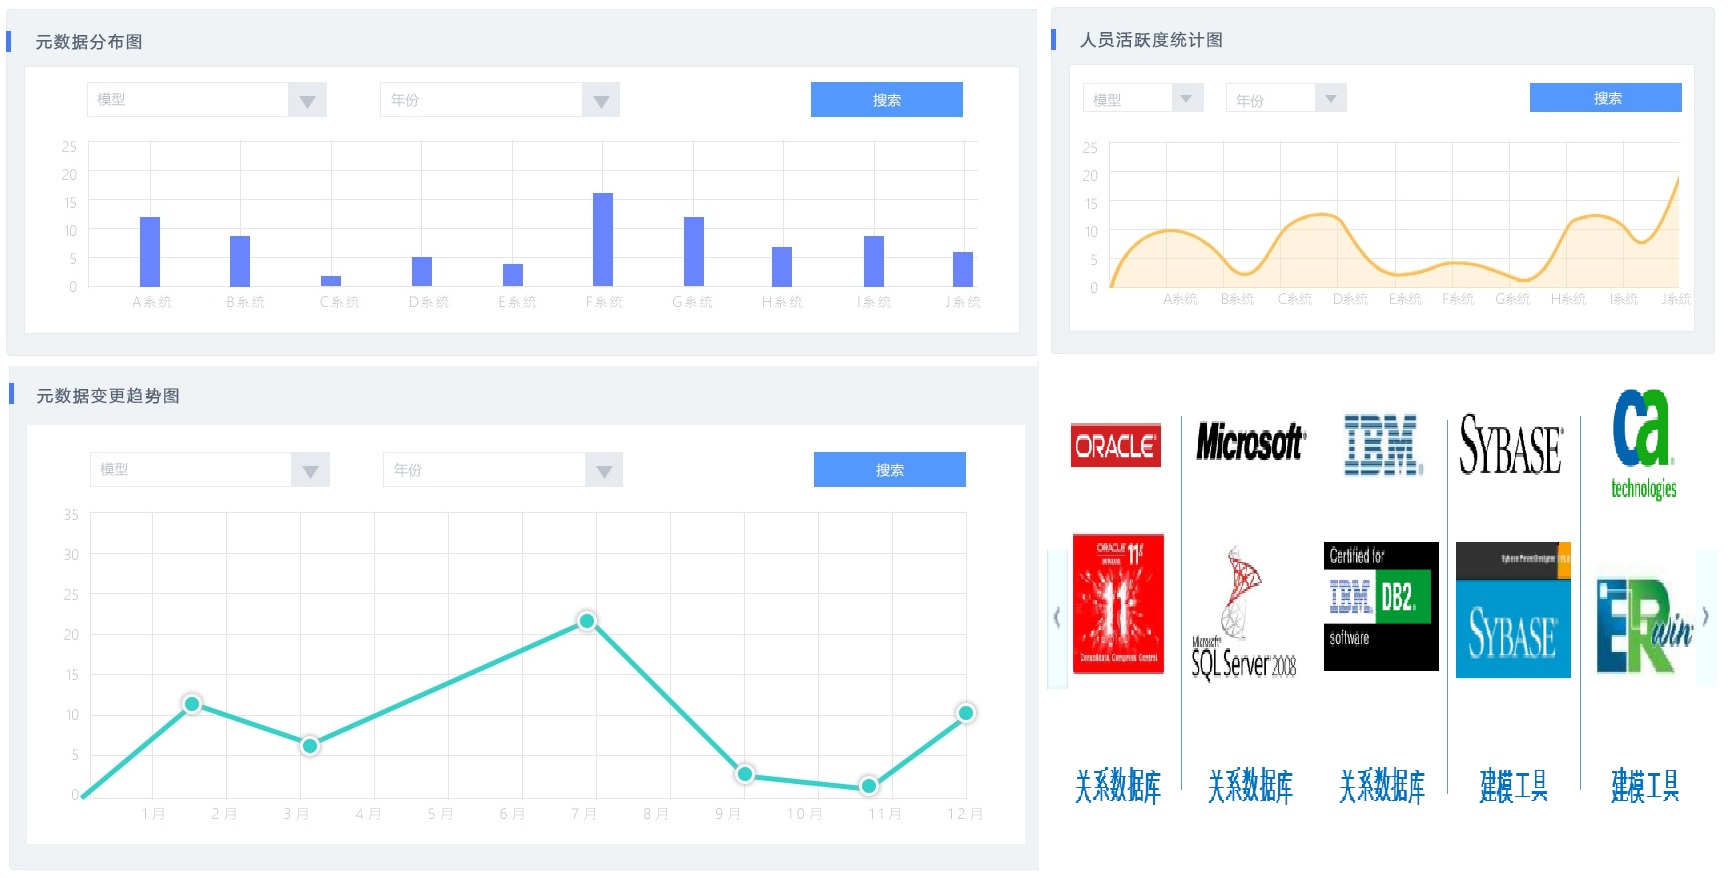 元数据分布图
模型
年份
搜索
25
20
15
10
5
0
A系统 B系统 C系统 D系统 E系统 F系统 G系统 H系统 I系统 J系统
人员活跃度统计图
模型
年份
搜索
25
20
15
10
5
0
A系统 B系统 C系统 D系统 E系统 F系统 G系统 H系统 I系统 J系统
元数据变更趋势图
模型
年份
搜索
35
30
25
20
15
10
5
0
1月 2月 3月 4月 5月 6月 7月 8月 9月 10月 11月 12月
ORACLE
Microsoft
IBM
SYBASE
ca
technologies
ORACLE 11g
11
Microsoft
SQL Server 2008
Certified for
IBM DB2.
software
Sybase PowerDesigner
SYBASE
ERwin
关系数据库 关系数据库 关系数据库 建模工具 建模工具